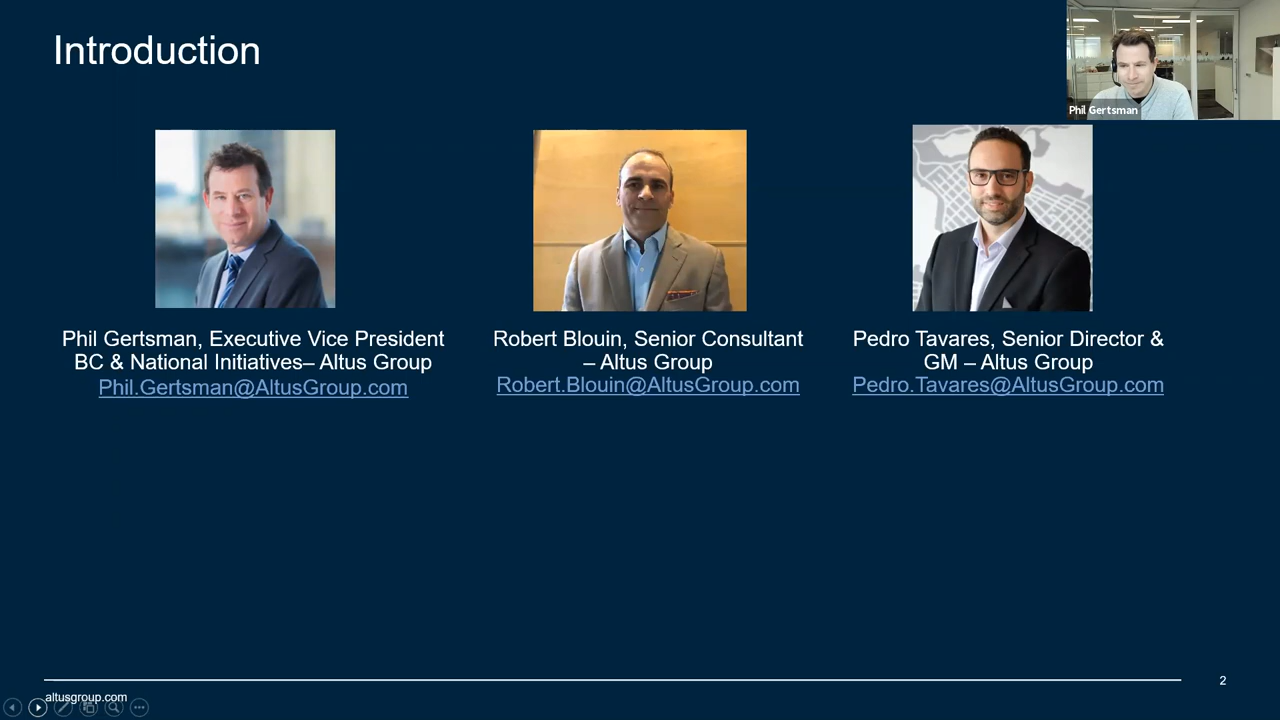 Introduction
Phil Gertsman
Phil Gertsman, Executive Vice President
BC & National Initiatives– Altus Group
Phil.Gertsman@AltusGroup.com
Robert Blouin, Senior Consultant
– Altus Group
Robert.Blouin@AltusGroup.com
Pedro Tavares, Senior Director &
GM – Altus Group
Pedro.Tavares@AltusGroup.com
altusgroup.com
2